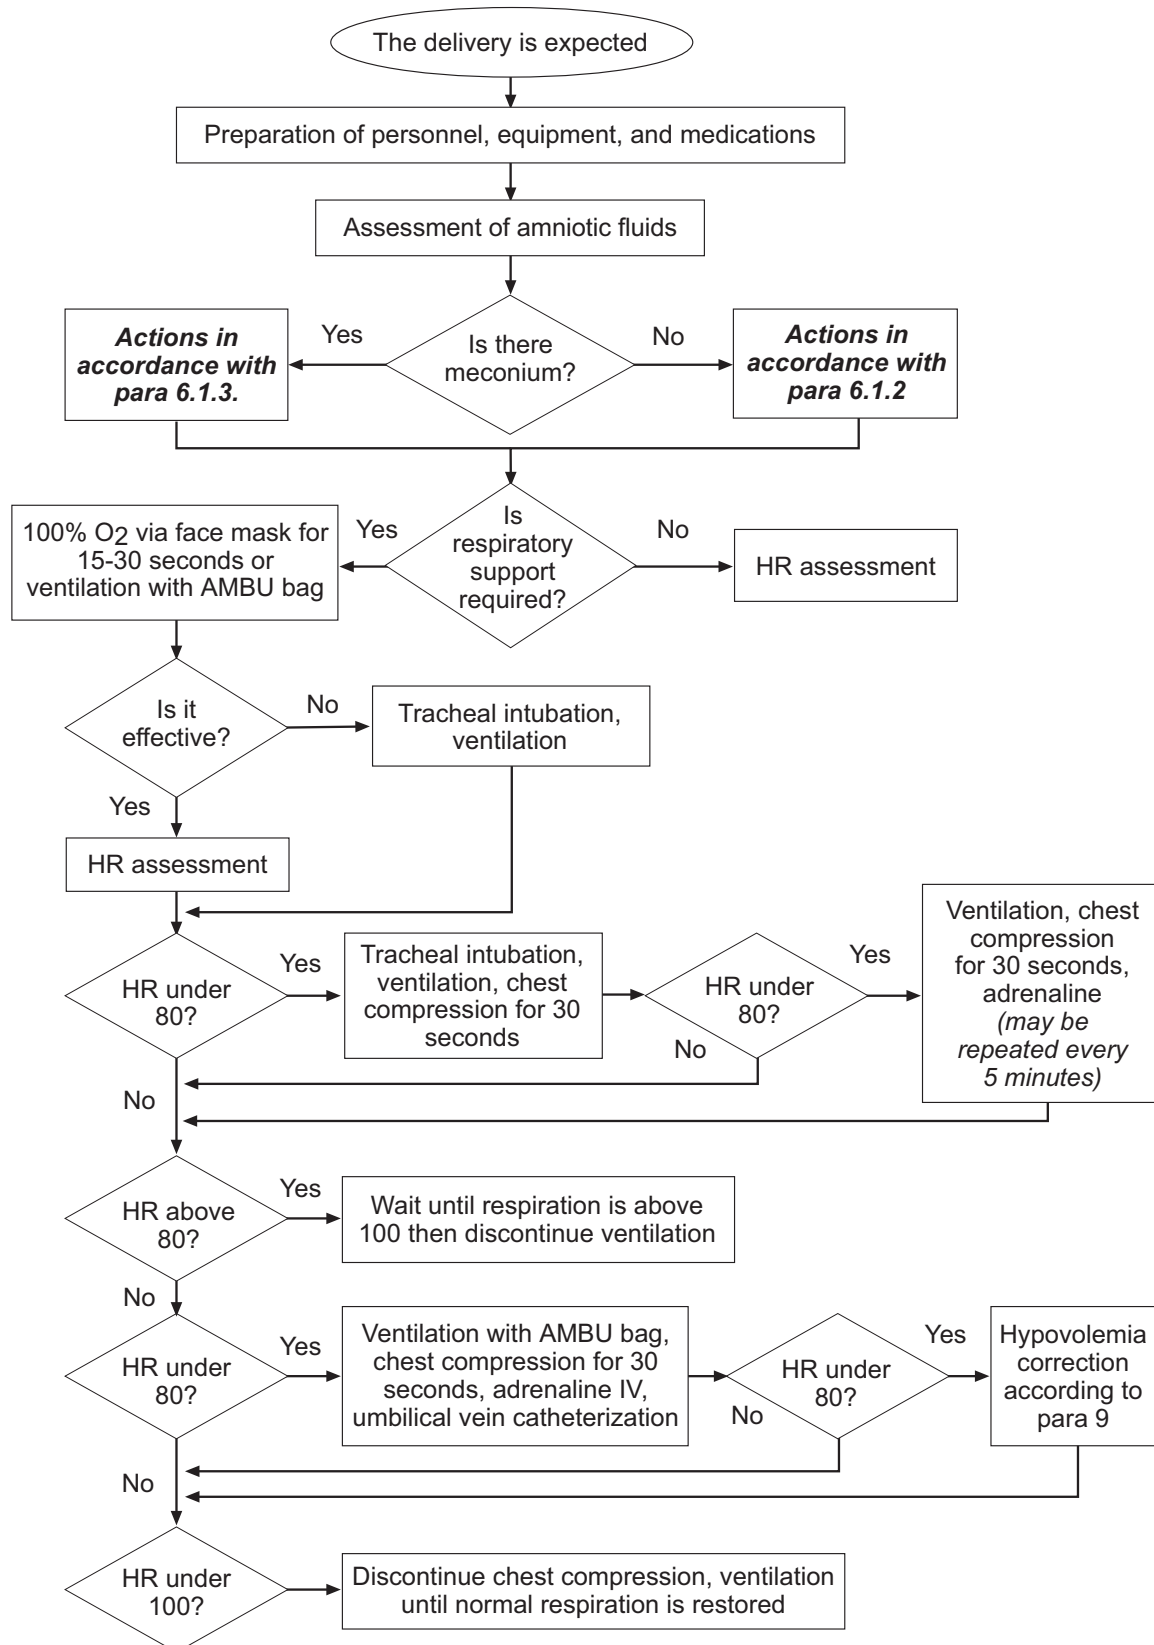 The delivery is expected
Preparation of personnel, equipment, and medications
Assessment of amniotic fluids
Is there
meconium?
Yes
No
Actions in
accordance with
para 6.1.3.
Actions in
accordance with
para 6.1.2
Is
respiratory
support
required?
Yes
No
100% O2 via face mask for
15-30 seconds or
ventilation with AMBU bag
HR assessment
Is it
effective?
No
Tracheal intubation,
ventilation
Yes
HR assessment
HR under
80?
Yes
Tracheal intubation,
ventilation, chest
compression for 30
seconds
HR under
80?
Yes
Ventilation, chest
compression
for 30 seconds,
adrenaline
(may be
repeated every
5 minutes)
No
No
HR above
80?
Yes
Wait until respiration is above
100 then discontinue ventilation
No
HR under
80?
Yes
Ventilation with AMBU bag,
chest compression for 30
seconds, adrenaline IV,
umbilical vein catheterization
HR under
80?
Yes
Hypovolemia
correction
according to
para 9
No
No
HR under
100?
Discontinue chest compression, ventilation
until normal respiration is restored